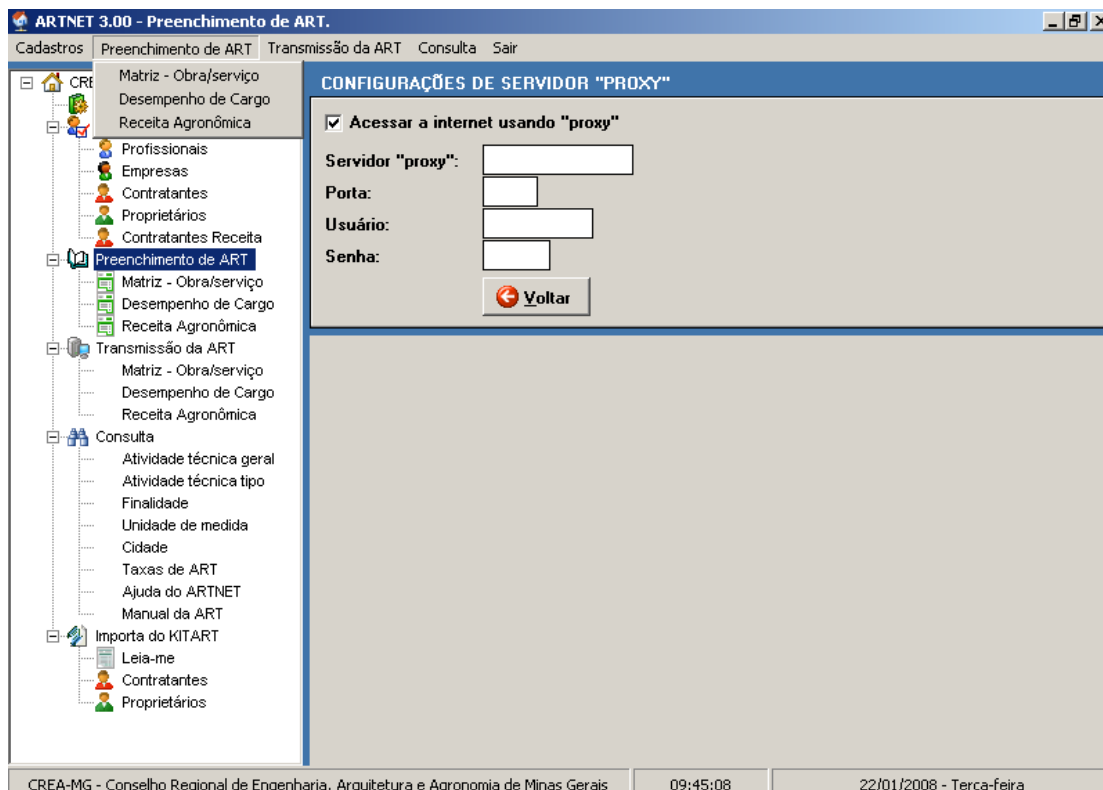 ARTNET 3.00 - Preenchimento de ART.
Cadastros Preenchimento de ART Transmissão da ART Consulta Sair
Matriz - Obra/serviço
Desempenho de Cargo
Receita Agronômica
Profissionais
Empresas
Contratantes
Proprietários
Contratantes Receita
Preenchimento de ART
Matriz - Obra/serviço
Desempenho de Cargo
Receita Agronômica
Transmissão da ART
Matriz - Obra/serviço
Desempenho de Cargo
Receita Agronômica
Consulta
Atividade técnica geral
Atividade técnica tipo
Finalidade
Unidade de medida
Cidade
Taxas de ART
Ajuda do ARTNET
Manual da ART
Importa do KITART
Leia-me
Contratantes
Proprietários
CONFIGURAÇÕES DE SERVIDOR "PROXY"
Acessar a internet usando "proxy"
Servidor "proxy":
Porta:
Usuário:
Senha:
Voltar
CREA-MG - Conselho Regional de Engenharia, Arquitetura e Agronomia de Minas Gerais 09:45:08 22/01/2008 - Terça-feira